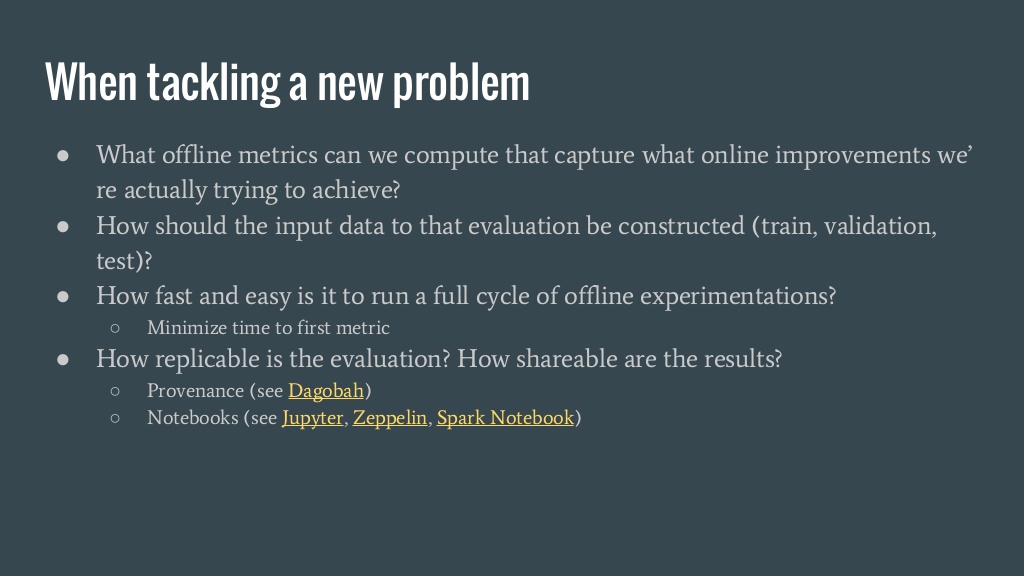 When tackling a new problem
● What offline metrics can we compute that capture what online improvements we’
re actually trying to achieve?
● How should the input data to that evaluation be constructed (train, validation,
test)?
● How fast and easy is it to run a full cycle of offline experimentations?
○ Minimize time to first metric
● How replicable is the evaluation? How shareable are the results?
○ Provenance (see Dagobah)
○ Notebooks (see Jupyter, Zeppelin, Spark Notebook)